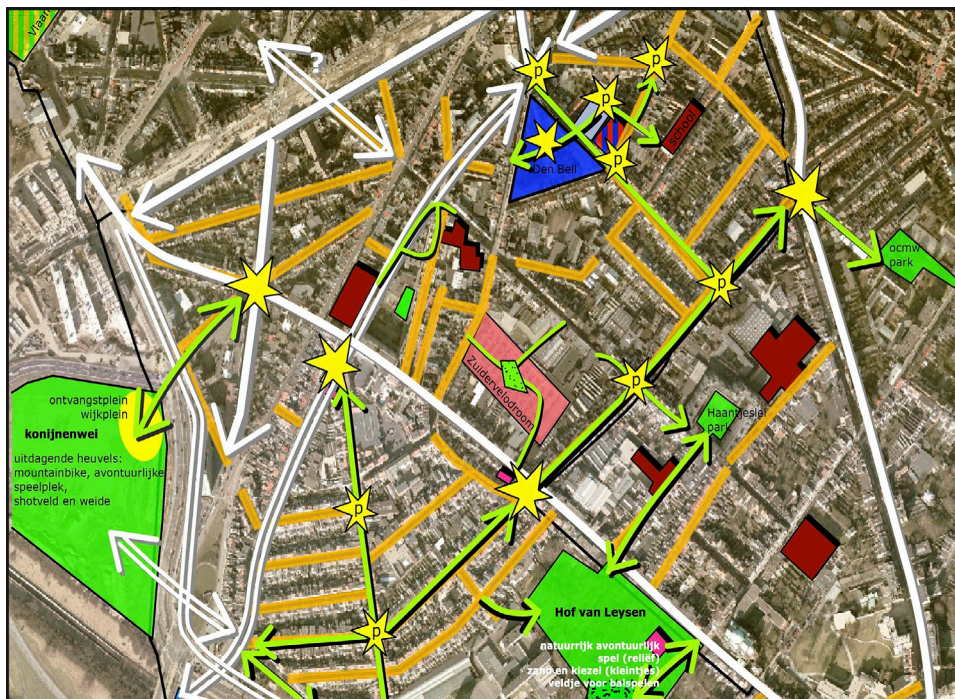 Vlaan
?
p
p
p
school
Den Bell
p
ocmw
park
p
Zuidervelodroom
p
ontvangstplein
wijkplein
konijnenwei
Haantjeslei
park
uitdagende heuvels:
mountainbike, avontuurlijke
speelplek,
shotveld en weide
p
Hof van Leysen
p
natuurrijk avontuurlijk
spel (reliëf)
zand en kiezel (kleintjes)
veldje voor balspelen